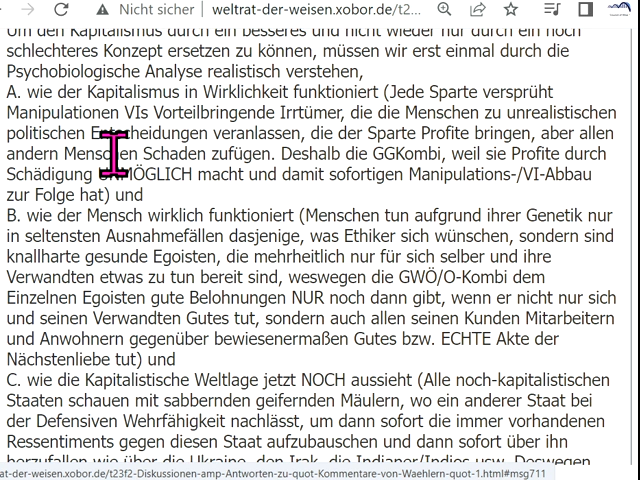 Nicht sicher | weltrat-der-weisen.xobor.de/t2...
Um den Kapitalismus durch ein besseres und nicht wieder nur durch ein noch
schlechteres Konzept ersetzen zu können, müssen wir erst einmal durch die
Psychobiologische Analyse realistisch verstehen,
A. wie der Kapitalismus in Wirklichkeit funktioniert (Jede Sparte versprüht
Manipulationen VIs Vorteilbringende Irrtümer, die die Menschen zu unrealistischen
politischen Entscheidungen veranlassen, die der Sparte Profite bringen, aber allen
andern Menschen Schaden zufügen. Deshalb die GGKombi, weil sie Profite durch
Schädigung UNMÖGLICH macht und damit sofortigen Manipulations-/VI-Abbau
zur Folge hat) und
B. wie der Mensch wirklich funktioniert (Menschen tun aufgrund ihrer Genetik nur
in seltensten Ausnahmefällen dasjenige, was Ethiker sich wünschen, sondern sind
knallharte gesunde Egoisten, die mehrheitlich nur für sich selber und ihre
Verwandten etwas zu tun bereit sind, weswegen die GWÖ/O-Kombi dem
Einzelnen Egoisten gute Belohnungen NUR noch dann gibt, wenn er nicht nur sich
und seinen Verwandten Gutes tut, sondern auch allen seinen Kunden Mitarbeitern
und Anwohnern gegenüber bewiesenermaßen Gutes bzw. ECHTE Akte der
Nächstenliebe tut) und
C. wie die Kapitalistische Weltlage jetzt NOCH aussieht (Alle noch-kapitalistischen
Staaten schauen mit sabbernden geifernden Mäulern, wo ein anderer Staat bei
der Defensiven Wehrfähigkeit nachlässt, um dann sofort die immer vorhandenen
Ressentiments gegen diesen Staat aufzubauschen und dann sofort über ihn
herzufallen wie über die Ukraine, den Irak, die Indianer/Indios usw. Deswegen
at-der-weisen.xobor.de/t23f2-Diskussionen-amp-Antworten-zu-quot-Kommentare-von-Waehlern-quot-1.html#msg711